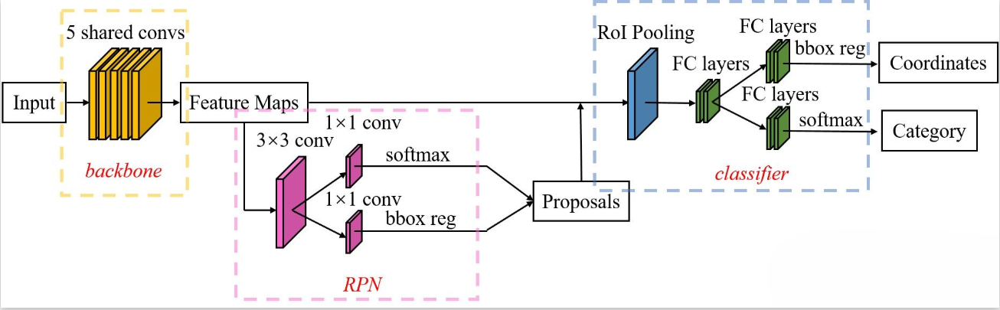 5 shared convs
Input
Feature Maps
backbone
3×3 conv
1×1 conv
softmax
1×1 conv
bbox reg
RPN
Proposals
RoI Pooling
FC layers
FC layers
bbox reg
FC layers
softmax
classifier
Coordinates
Category